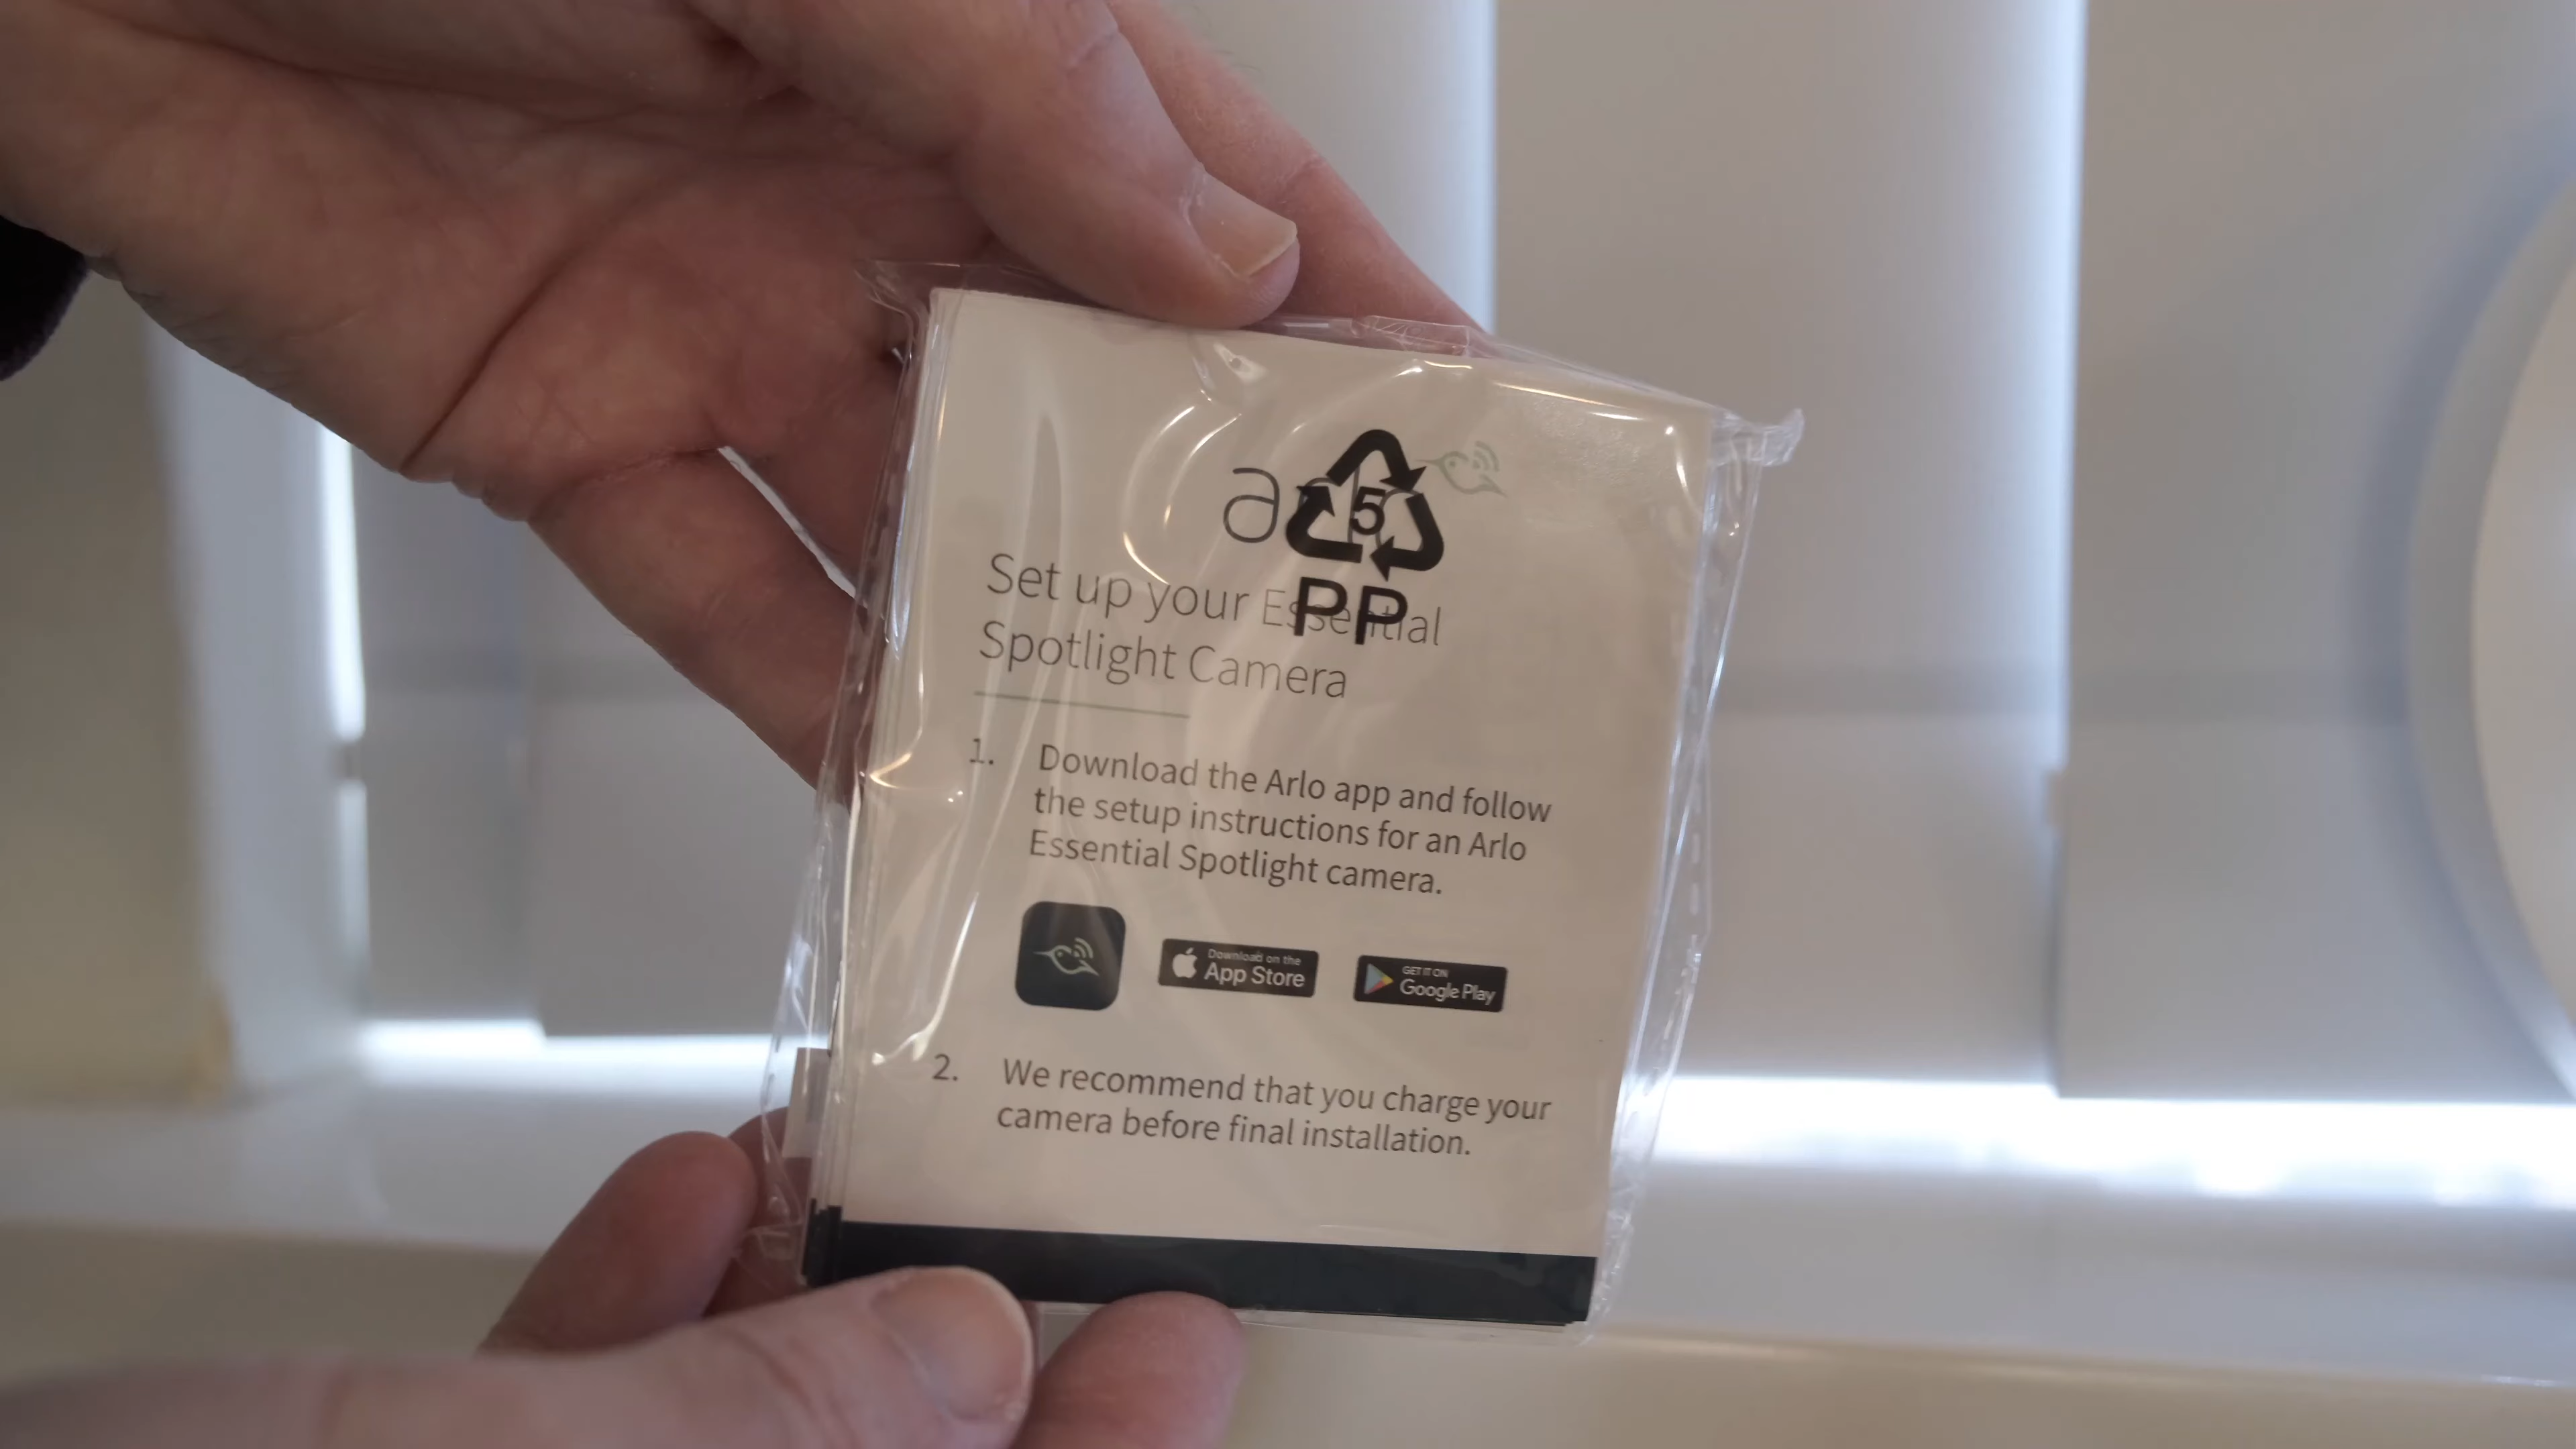 a
5
PP
Set up your Essential
Spotlight Camera
1. Download the Arlo app and follow
the setup instructions for an Arlo
Essential Spotlight camera.
Download on the
App Store
GET IT ON
Google Play
2. We recommend that you charge your
camera before final installation.